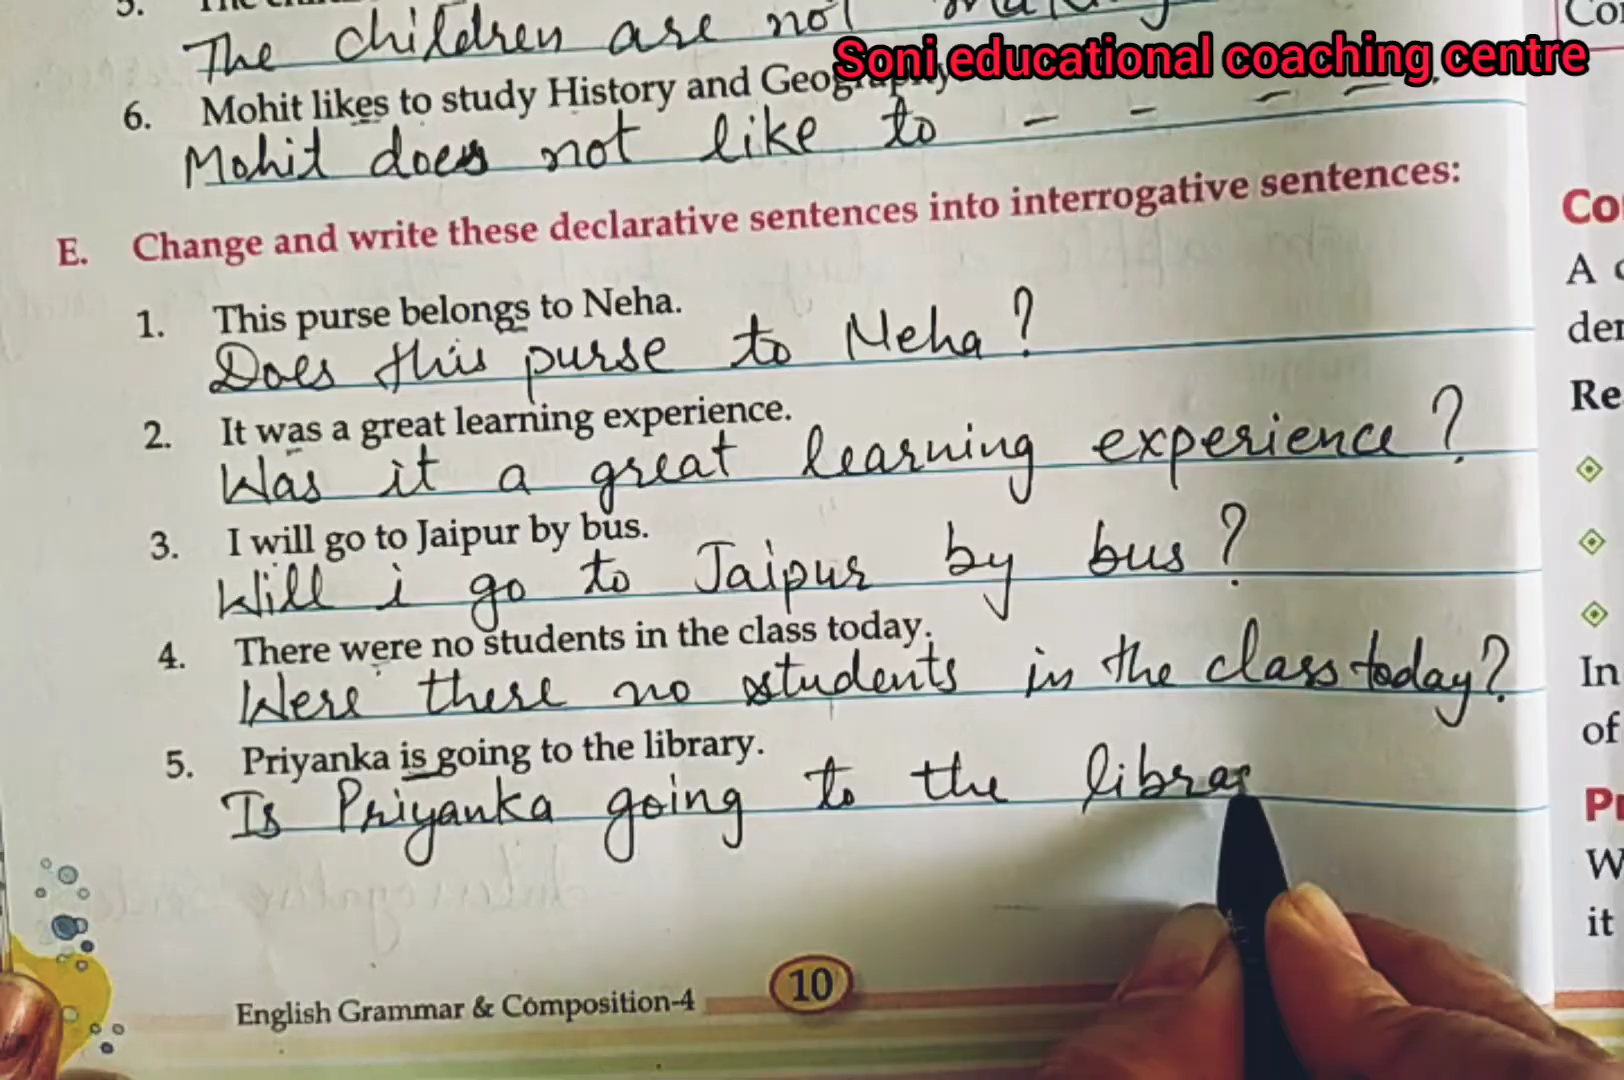 The children are not
Soni educational coaching centre
6. Mohit likes to study History and Geography
Mohit does not like to - - - -
E. Change and write these declarative sentences into interrogative sentences:
1. This purse belongs to Neha.
Does this purse to Neha?
2. It was a great learning experience.
Was it a great learning experience?
3. I will go to Jaipur by bus.
Will i go to Jaipur by bus?
4. There were no students in the class today.
Were there no students in the class today?
5. Priyanka is going to the library.
Is Priyanka going to the librar
English Grammar & Composition-4
10
Co
A
Re
In
of
W
it